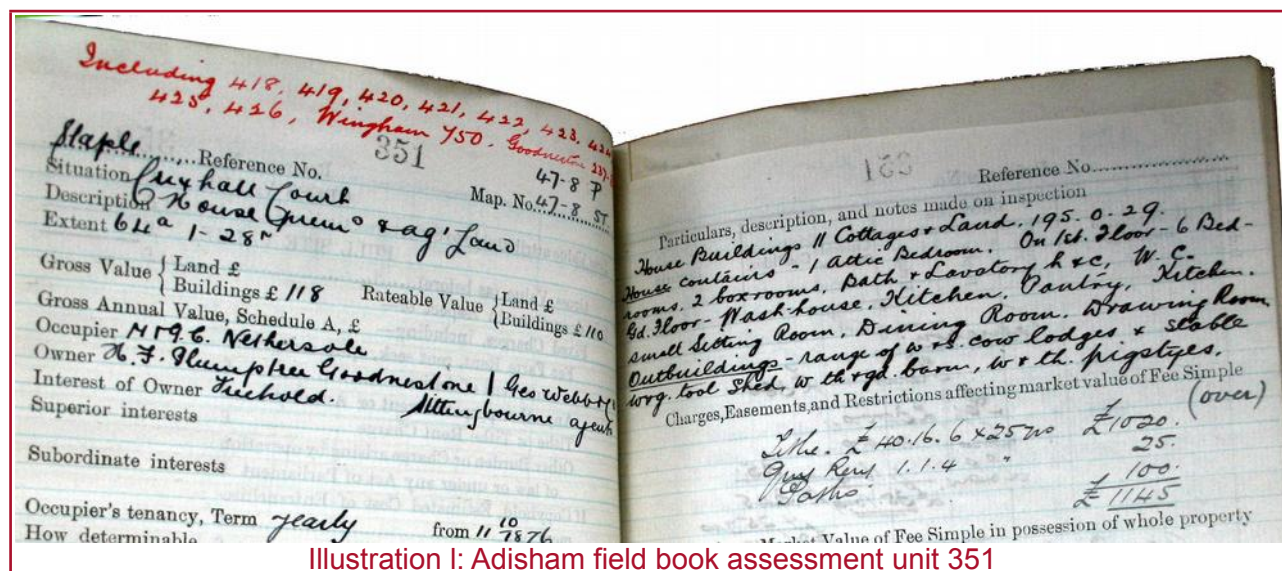 Including 418, 419, 420, 421, 422, 423, 424
425, 426, Wingham 750. Goodnestone 237-
Staple Reference No. 351
47-8 P
Situation Crixhall Court Map. No. 47-8 ST
Description House & ag' Land
Extent 64a 1- 28r
Gross Value { Land £
Buildings £ 118 Rateable Value { Land £
Buildings £ 110
Gross Annual Value, Schedule A, £
Occupier Nethersole
Owner H. F. Plumptree Goodnestone | Geo Webb
Interest of Owner Freehold. Sittingbourne agents
Superior interests
Subordinate interests
Occupier's tenancy, Term yearly from 11 10 1876
How determinable
351
Reference No.
Particulars, description, and notes made on inspection
House Buildings 11 Cottages & Land. 195. 0. 29.
House contains - 1 attic Bedroom. On 1st. Floor - 6 Bed-
rooms, 2 boxrooms, Bath & Lavatory h & c, W. C.
Gd. Floor - Wash-house, Kitchen, Pantry, Kitchen.
Small Sitting Room, Dining Room, Drawing Room
Outbuildings - range of w & s. cow lodges & stable
w & g. tool shed, w th & gd. barn, w & th. pigstyes.
Charges, Easements, and Restrictions affecting market value of Fee Simple
(over)
Tithe. £ 40.16.6 x 25 yrs £1020.
Quit Rent 1.1.4 " 25.
Paths 100.
£ 1145
Market Value of Fee Simple in possession of whole property
Illustration I: Adisham field book assessment unit 351